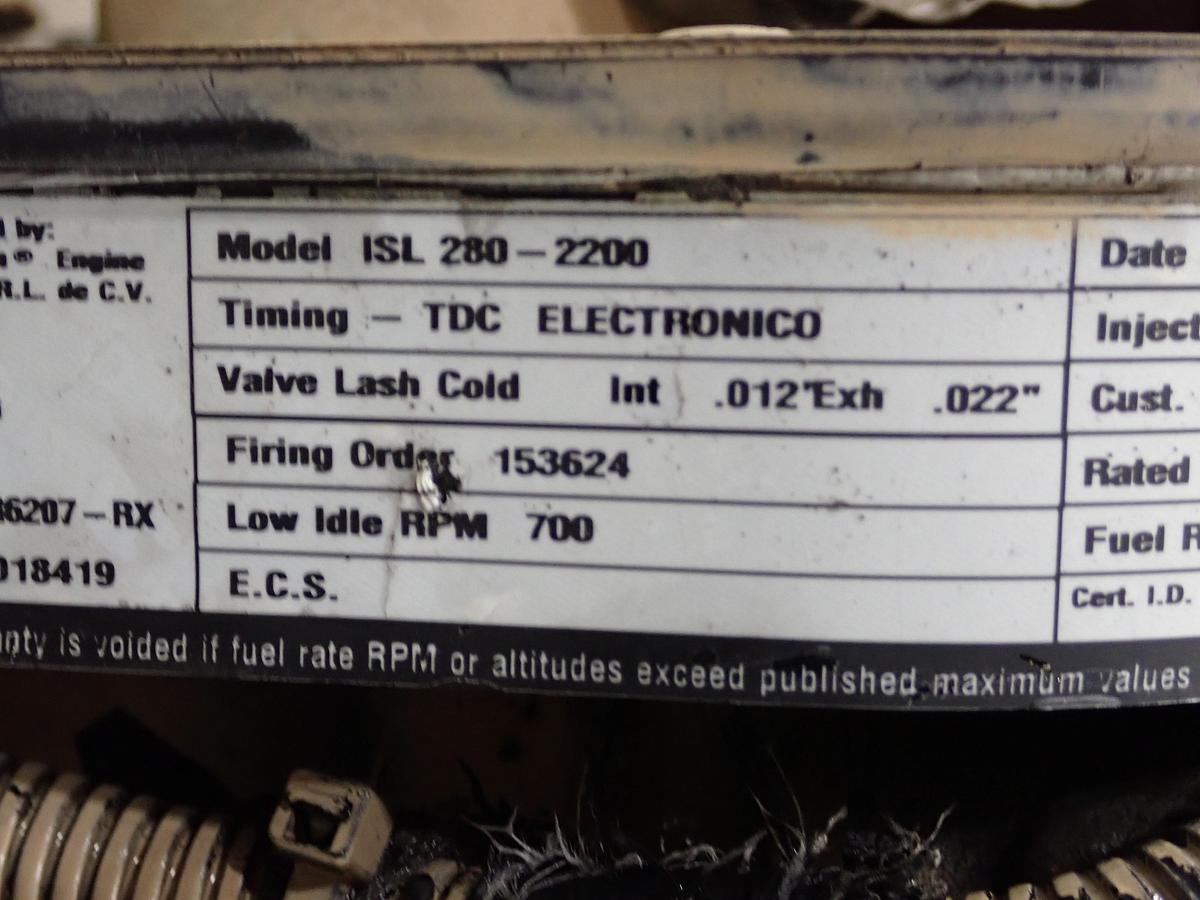 by:
® Engine
R.L. de C.V.
6207-RX
018419
Model ISL 280-2200
Timing - TDC ELECTRONICO
Valve Lash Cold Int .012" Exh .022"
Firing Order 153624
Low Idle RPM 700
E.C.S.
Date
Inject
Cust.
Rated
Fuel R
Cert. I.D.
nty is voided if fuel rate RPM or altitudes exceed published maximum values